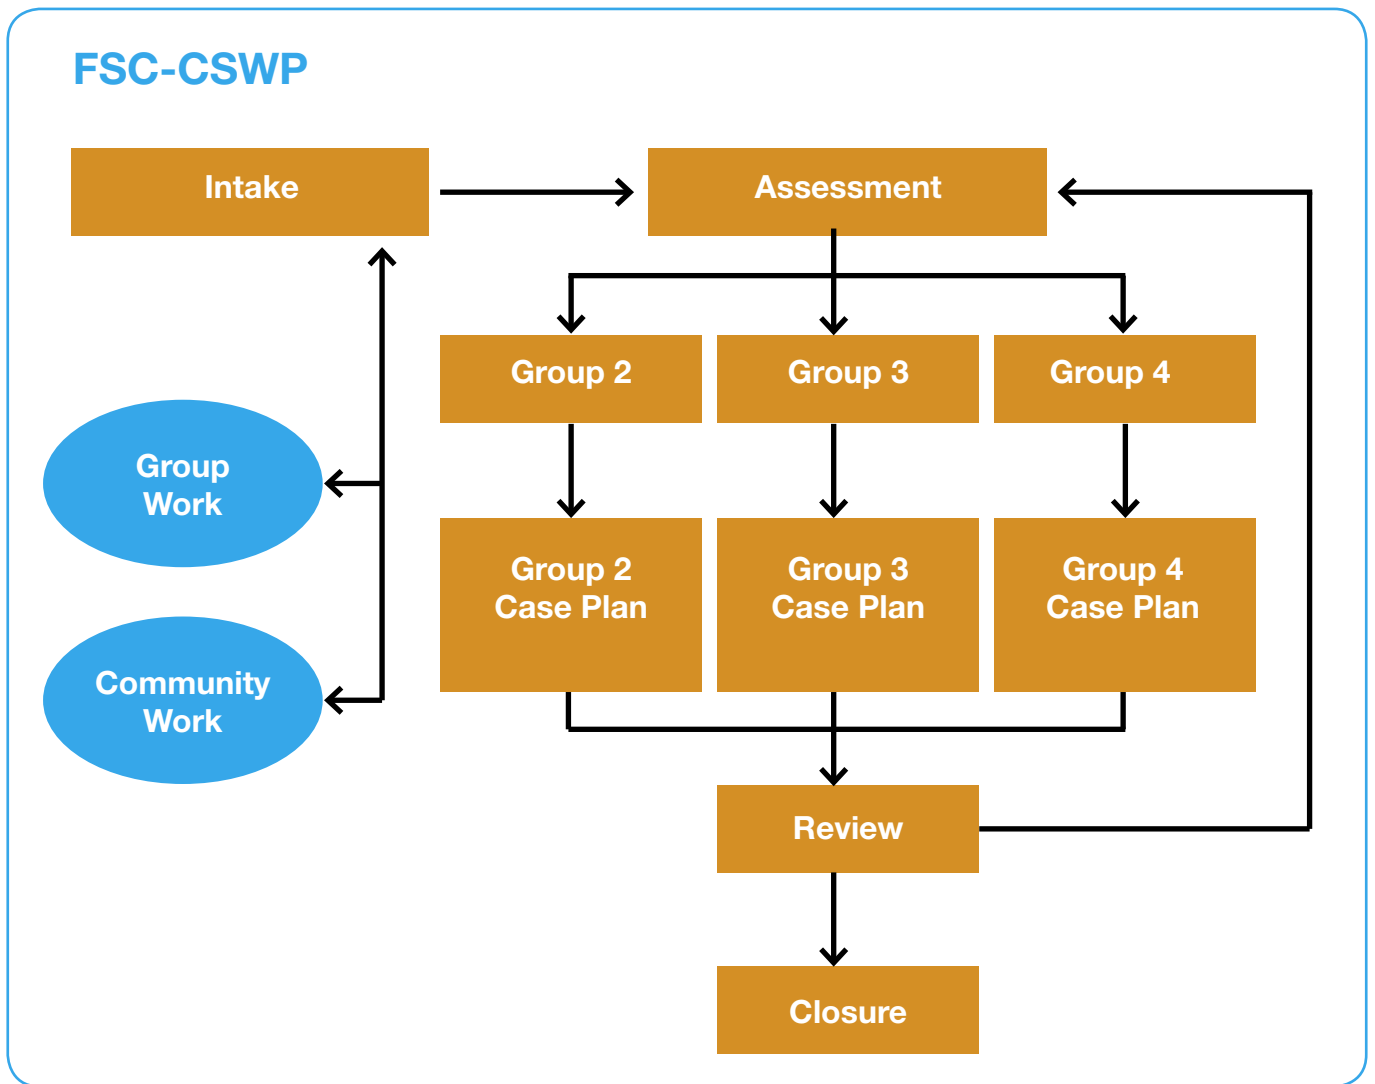 FSC-CSWP
Intake
Assessment
Group 2
Group 3
Group 4
Group
Work
Group 2
Case Plan
Group 3
Case Plan
Group 4
Case Plan
Community
Work
Review
Closure